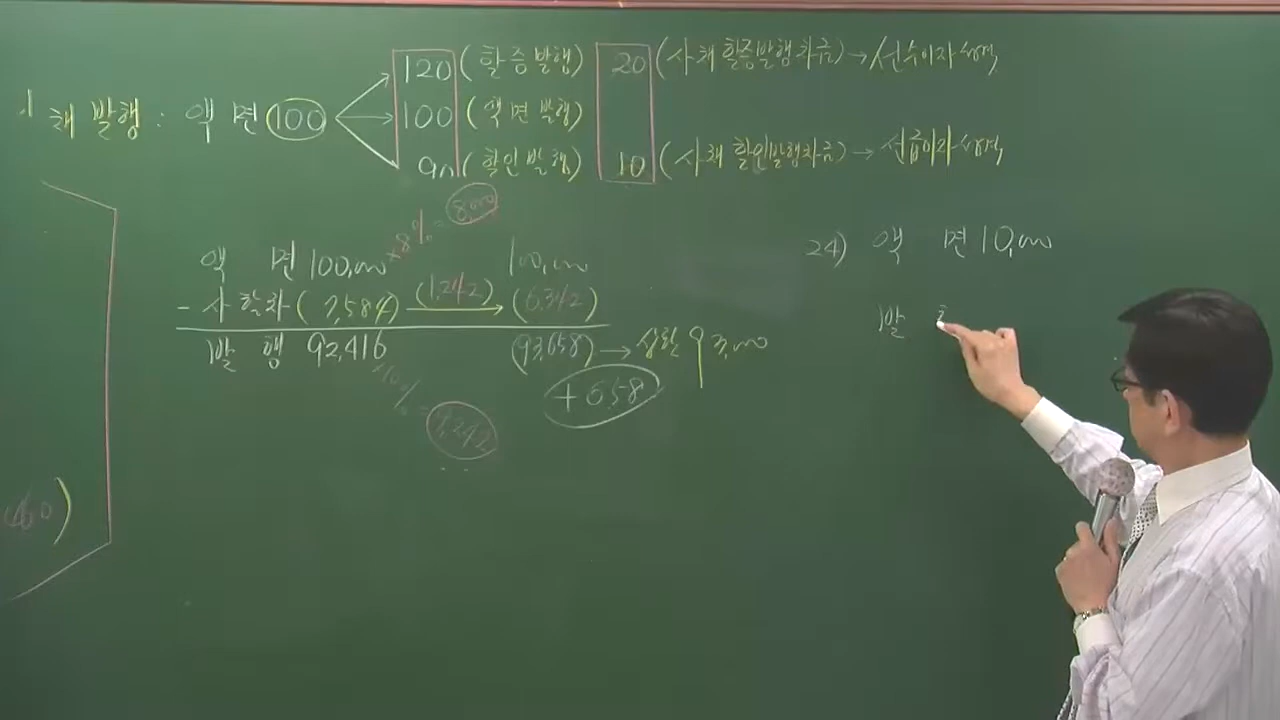 120 (할증발행) 20 (사채할증발행차금) → 선수이자 성격
채 발행 : 액 면 100 100 (액면발행)
90 (할인발행) 10 (사채할인발행차금) → 선급이자 성격
액 면 100,000 ×8% = 8,000 100,000
- 사할차 (7,584) (1,242) → (6,342)
발 행 92,416 (93,658) → 상환 93,000
×10% = 9,242 +658
24) 액 면 10,000
발